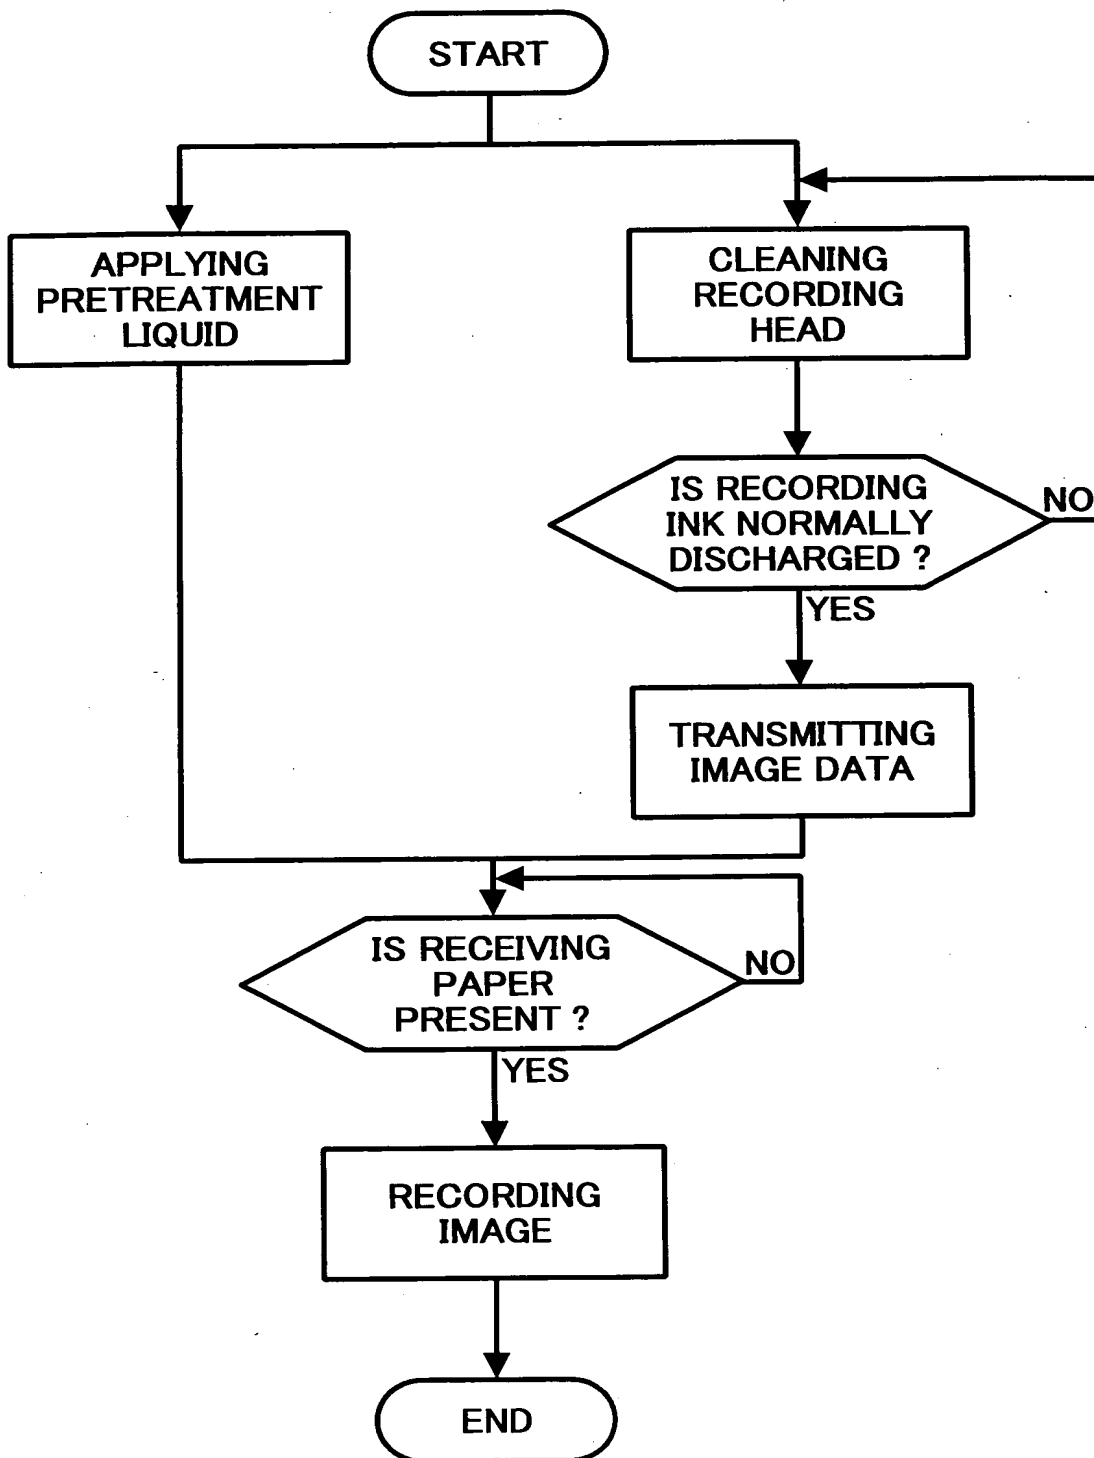 START
APPLYING
PRETREATMENT
LIQUID
CLEANING
RECORDING
HEAD
IS RECORDING
INK NORMALLY
DISCHARGED ?
NO
YES
TRANSMITTING
IMAGE DATA
IS RECEIVING
PAPER
PRESENT ?
NO
YES
RECORDING
IMAGE
END